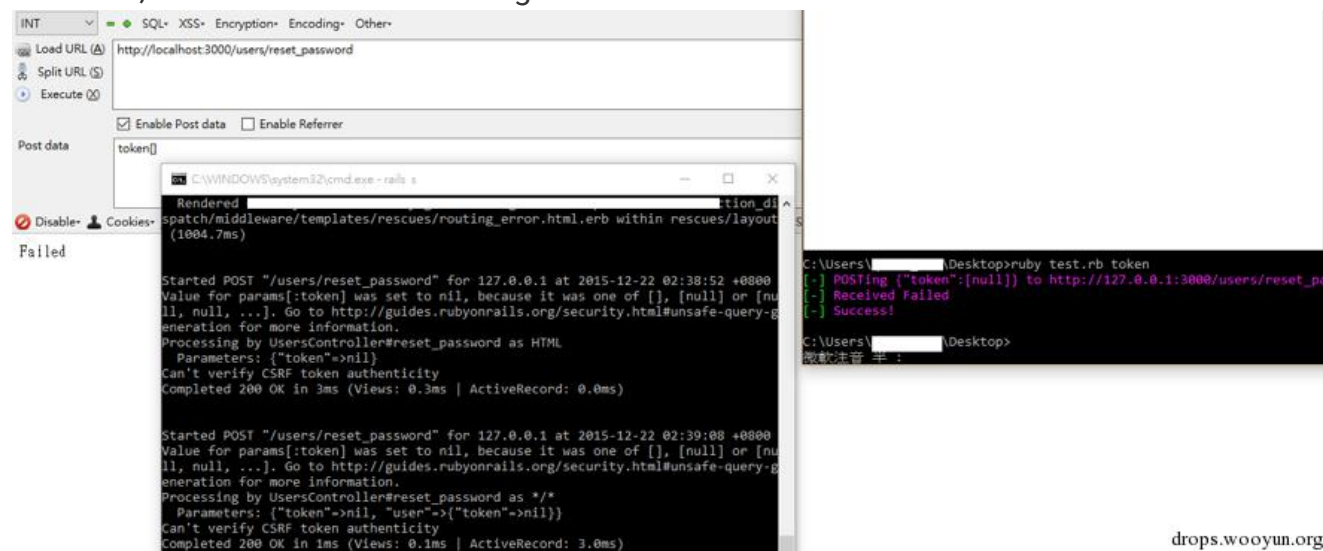 INT SQL▾ XSS▾ Encryption▾ Encoding▾ Other▾
Load URL (A) http://localhost:3000/users/reset_password
Split URL (S)
Execute (X)
Enable Post data Enable Referrer
Post data token[]
Disable▾ Cookies▾
Failed
C:\WINDOWS\system32\cmd.exe - rails s
Rendered ction_di
spatch/middleware/templates/rescues/routing_error.html.erb within rescues/layout
(1004.7ms)
Started POST "/users/reset_password" for 127.0.0.1 at 2015-12-22 02:38:52 +0800
Value for params[:token] was set to nil, because it was one of [], [null] or [nu
ll, null, ...]. Go to http://guides.rubyonrails.org/security.html#unsafe-query-g
eneration for more information.
Processing by UsersController#reset_password as HTML
Parameters: {"token"=>nil}
Can't verify CSRF token authenticity
Completed 200 OK in 3ms (Views: 0.3ms | ActiveRecord: 0.0ms)
Started POST "/users/reset_password" for 127.0.0.1 at 2015-12-22 02:39:08 +0800
Value for params[:token] was set to nil, because it was one of [], [null] or [nu
ll, null, ...]. Go to http://guides.rubyonrails.org/security.html#unsafe-query-g
eneration for more information.
Processing by UsersController#reset_password as */*
Parameters: {"token"=>nil, "user"=>{"token"=>nil}}
Can't verify CSRF token authenticity
Completed 200 OK in 1ms (Views: 0.1ms | ActiveRecord: 3.0ms)
C:\Users\ \Desktop>ruby test.rb token
[-] POSTing {"token":[null]} to http://127.0.0.1:3000/users/reset_pa
[-] Received Failed
[-] Success!
C:\Users\ \Desktop>
微軟注音 半 :
drops.wooyun.org